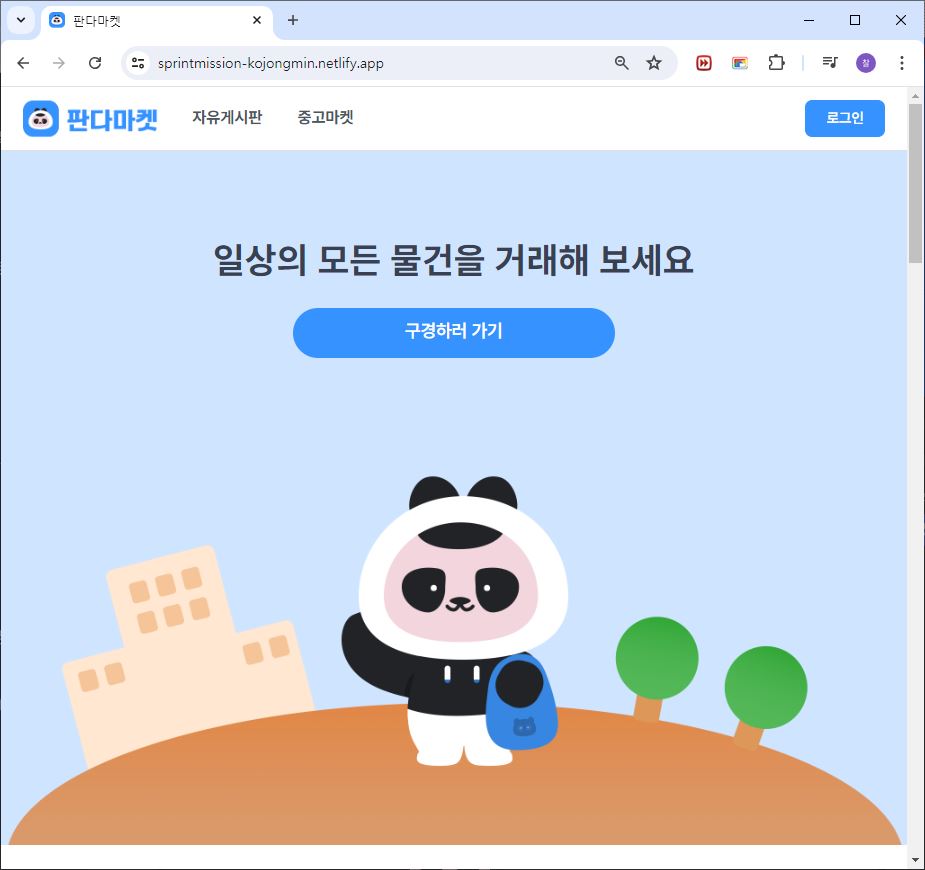 판다마켓
sprintmission-kojongmin.netlify.app
잠
판다마켓 자유게시판 중고마켓 로그인
일상의 모든 물건을 거래해 보세요
구경하러 가기